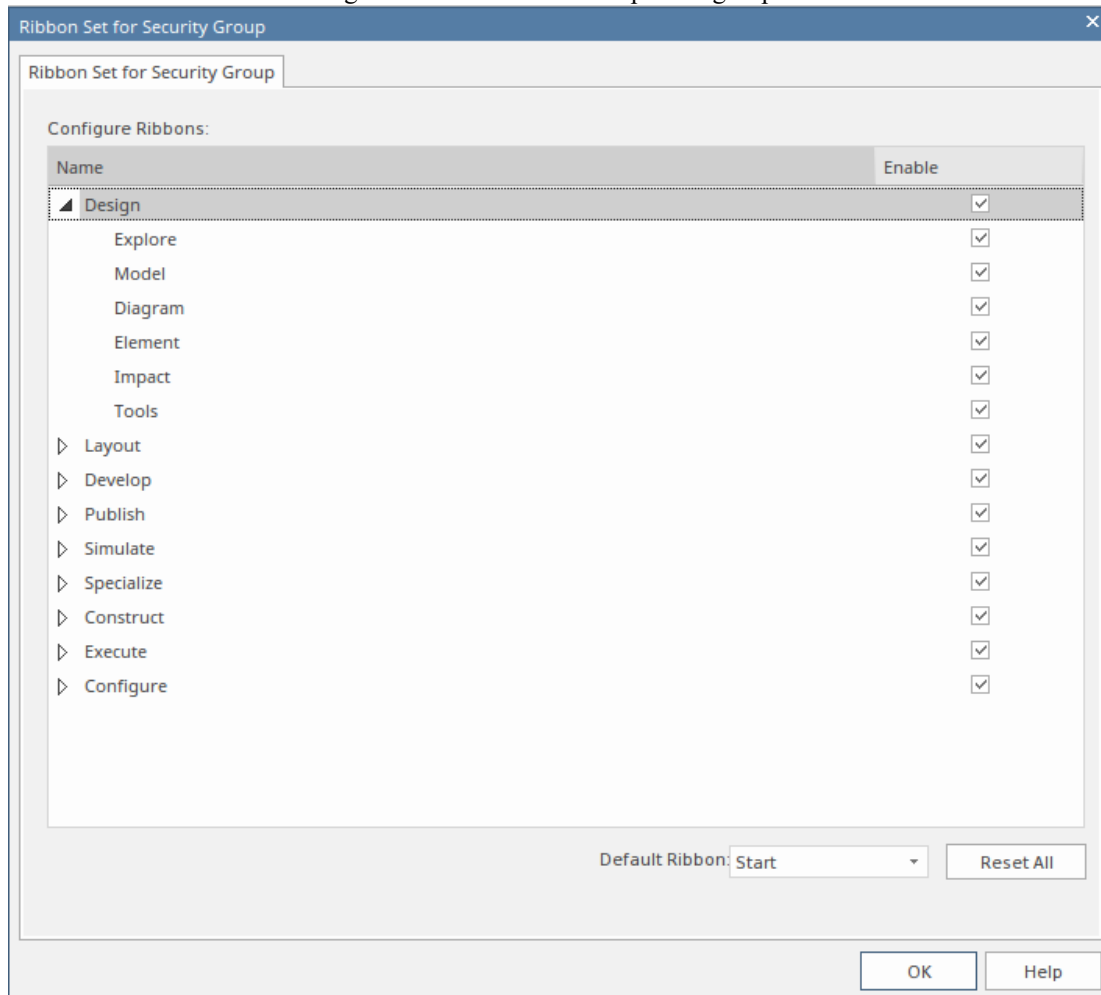 Ribbon Set for Security Group
Ribbon Set for Security Group
Configure Ribbons:
Name Enable
Design
Explore
Model
Diagram
Element
Impact
Tools
Layout
Develop
Publish
Simulate
Specialize
Construct
Execute
Configure
Default Ribbon: Start Reset All
OK Help